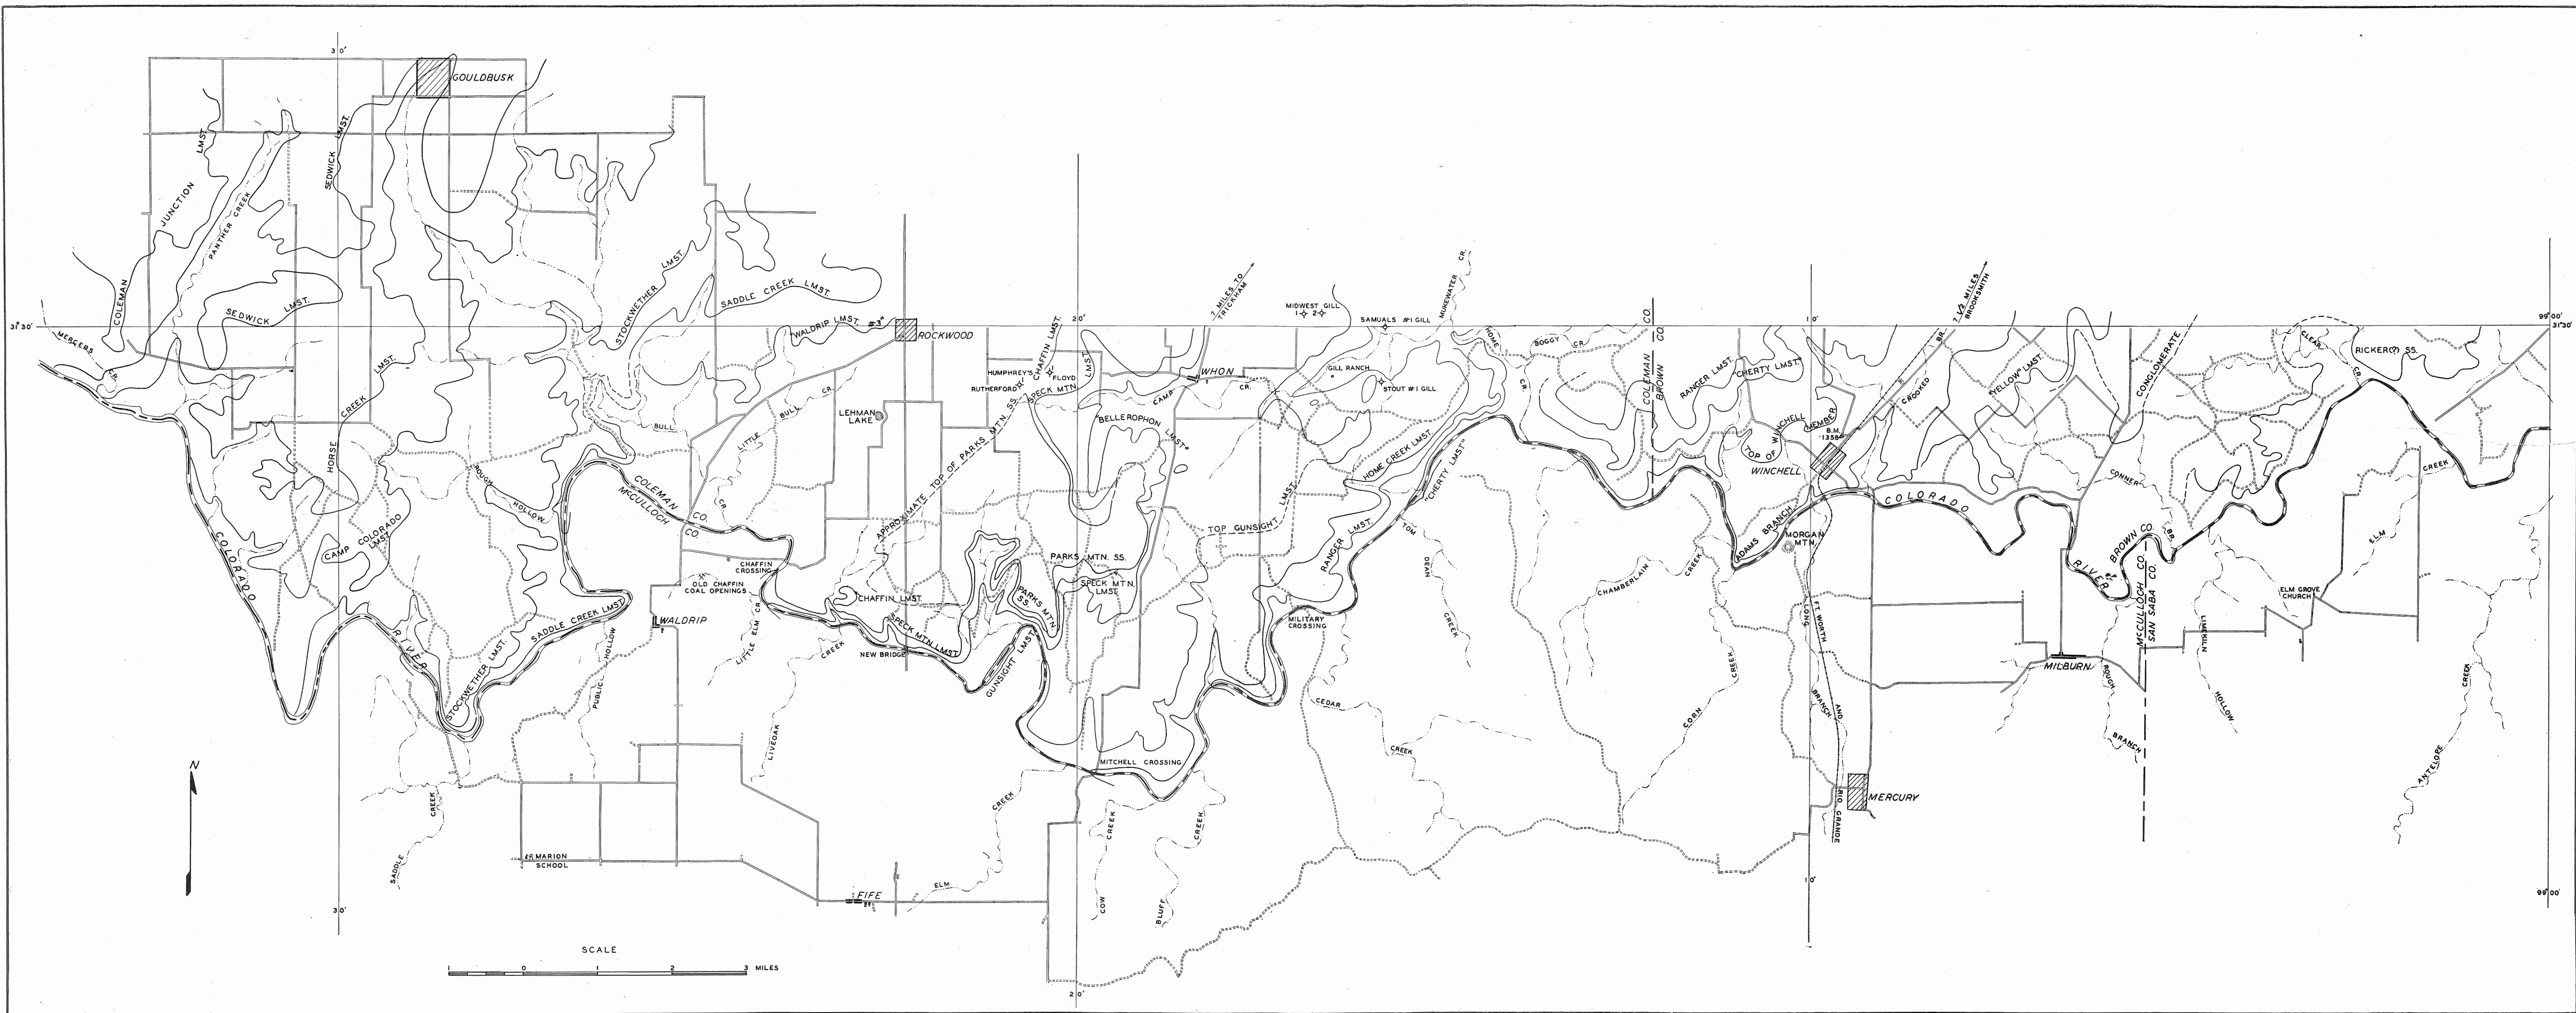 30'
GOULDBUSK
LMST.
JUNCTION
COLEMAN
PANTHER CREEK
SEDWICK LMST.
SEDWICK LMST.
31°30'
MERGERS
CR.
HORSE CREEK LMST.
CAMP COLORADO
LMST.
COLORADO
RIVER
STOCKWETHER LMST.
SADDLE CREEK LMST.
"WALDRIP LMST. #3"
ROCKWOOD
ROUGH
HOLLOW
BULL
LITTLE BULL CR.
CR.
LEHMAN
LAKE
COLEMAN CO.
McCULLOCH CO.
CHAFFIN
CROSSING
OLD CHAFFIN
COAL OPENINGS
WALDRIP
SADDLE CREEK LMST.
STOCKWETHER LMST.
PUBLIC HOLLOW
LITTLE ELM CR.
LIVEOAK
CREEK
SADDLE
CREEK
N
MARION
SCHOOL
FIFE
30'
SCALE
1 0 1 2 3 MILES
20'
7 MILES TO
TRICKHAM
CHAFFIN LMST.
HUMPHREY'S
FLOYD
RUTHERFORD
SPECK MTN. LMST.
APPROXIMATE TOP OF PARKS MTN. SS.
CAMP
CR.
WHON
"BELLEROPHON LMST."
CHAFFIN LMST.
SPECK MTN. LMST.
NEW BRIDGE
PARKS MTN. SS.
SPECK MTN.
LMST.
PARKS MTN.
SS.
GUNSIGHT LMST.
TOP GUNSIGHT LMST.
MITCHELL CROSSING
ELM
CREEK
COW
CREEK
BLUFF
CREEK
20'
MIDWEST GILL
1 2
SAMUALS #1 GILL
MUKEWATER CR.
GILL RANCH
STOUT #1 GILL
HOME
CR.
BOGGY CR.
HOME CREEK LMST.
"CHERTY LMST."
RANGER LMST.
MILITARY
CROSSING
TOM
DEAN
CREEK
CEDAR
CREEK
COLEMAN CO.
BROWN CO.
RANGER LMST.
"CHERTY LMST."
10'
TOP OF WINCHELL MEMBER
B.M.
1358
WINCHELL
CROOKED
BR.
7 1/2 MILES
BROOKSMITH
"YELLOW" LMST.
CONGLOMERATE
ADAMS BRANCH
MORGAN
MTN.
CHAMBERLAIN
CREEK
CORN
CREEK
LONG
BRANCH
FT WORTH
AND
RIO GRANDE
MERCURY
10'
COLORADO
RIVER
BROWN CO.
McCULLOCH CO.
SAN SABA CO.
CONNER
BR.
MILBURN
ROUGH
BRANCH
LIMEKILN
HOLLOW
CLEAR
CR.
RICKER(?) SS.
99°00'
31°30'
ELM
CREEK
ELM GROVE
CHURCH
ANTELOPE
CREEK
99°00'